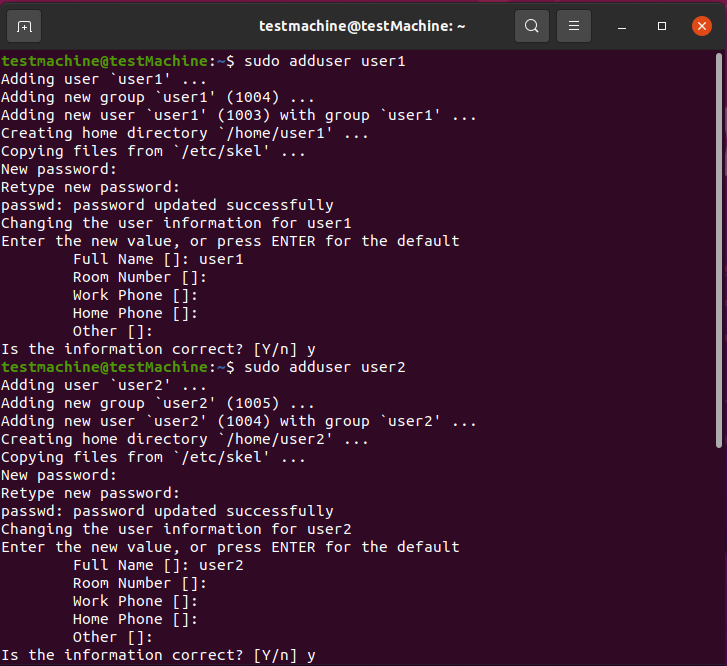 testmachine@testMachine: ~
testmachine@testMachine:~$ sudo adduser user1
Adding user `user1' ...
Adding new group `user1' (1004) ...
Adding new user `user1' (1003) with group `user1' ...
Creating home directory `/home/user1' ...
Copying files from `/etc/skel' ...
New password:
Retype new password:
passwd: password updated successfully
Changing the user information for user1
Enter the new value, or press ENTER for the default
        Full Name []: user1
        Room Number []:
        Work Phone []:
        Home Phone []:
        Other []:
Is the information correct? [Y/n] y
testmachine@testMachine:~$ sudo adduser user2
Adding user `user2' ...
Adding new group `user2' (1005) ...
Adding new user `user2' (1004) with group `user2' ...
Creating home directory `/home/user2' ...
Copying files from `/etc/skel' ...
New password:
Retype new password:
passwd: password updated successfully
Changing the user information for user2
Enter the new value, or press ENTER for the default
        Full Name []: user2
        Room Number []:
        Work Phone []:
        Home Phone []:
        Other []:
Is the information correct? [Y/n] y